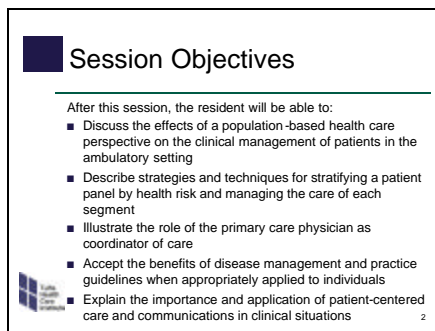 Session Objectives
After this session, the resident will be able to:
■ Discuss the effects of a population-based health care
perspective on the clinical management of patients in the
ambulatory setting
■ Describe strategies and techniques for stratifying a patient
panel by health risk and managing the care of each
segment
■ Illustrate the role of the primary care physician as
coordinator of care
■ Accept the benefits of disease management and practice
guidelines when appropriately applied to individuals
■ Explain the importance and application of patient-centered
care and communications in clinical situations
Health
Care
2